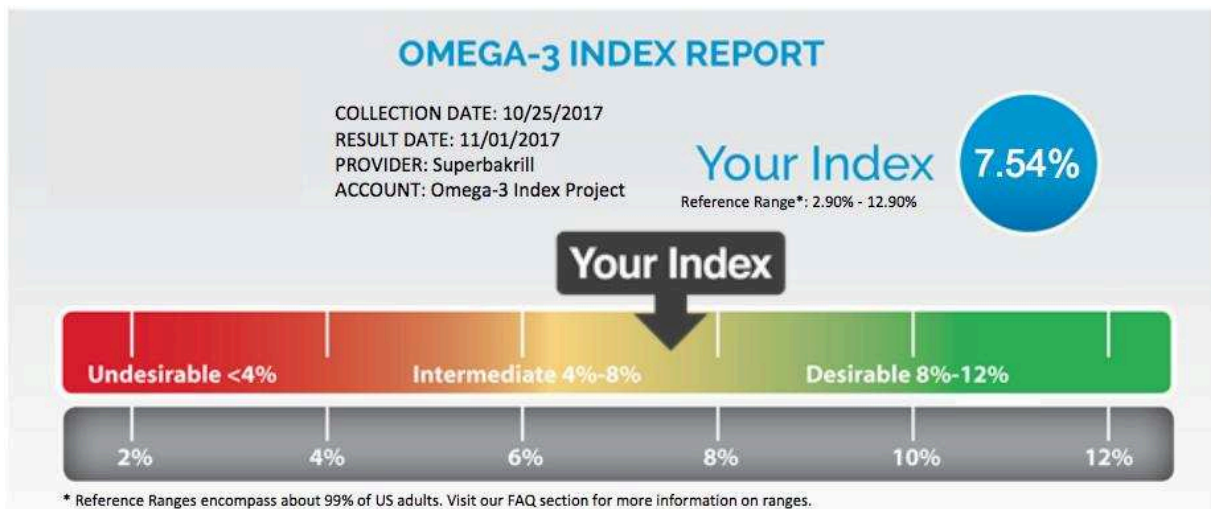 OMEGA-3 INDEX REPORT
COLLECTION DATE: 10/25/2017
RESULT DATE: 11/01/2017
PROVIDER: Superbakrill
ACCOUNT: Omega-3 Index Project
Your Index
7.54%
Reference Range*: 2.90% - 12.90%
Your Index
Undesirable <4%
Intermediate 4%-8%
Desirable 8%-12%
2% 4% 6% 8% 10% 12%
* Reference Ranges encompass about 99% of US adults. Visit our FAQ section for more information on ranges.